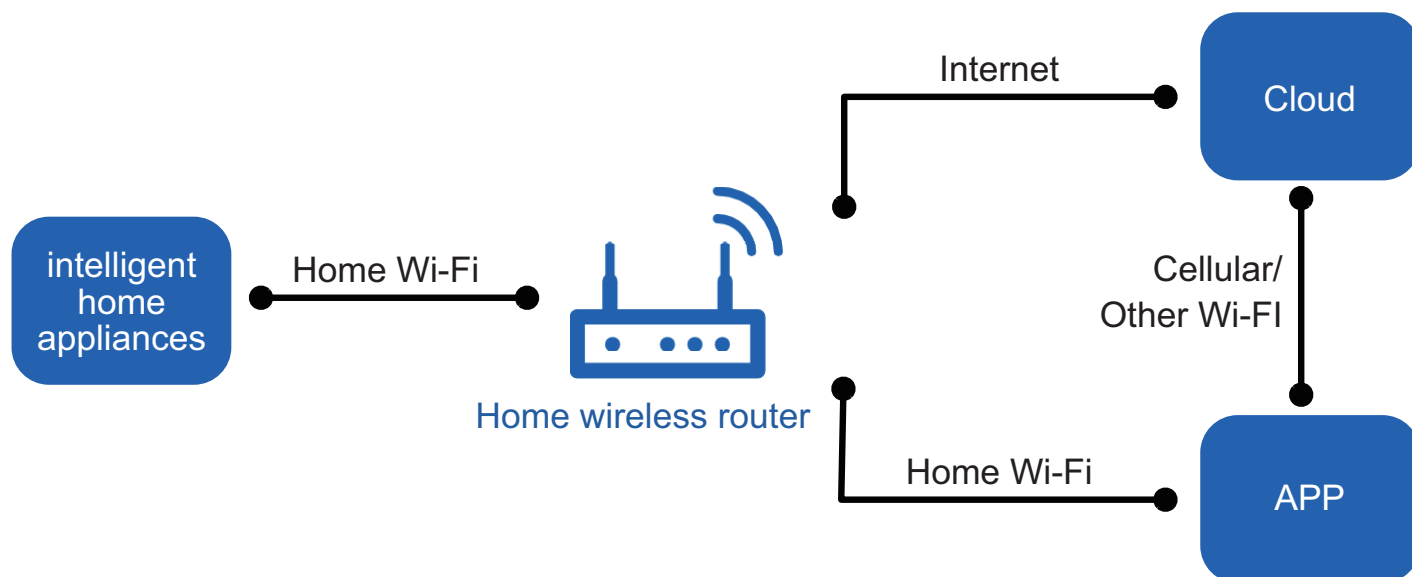 Internet
Cloud
intelligent
home
appliances
Home Wi-Fi
Cellular/
Other Wi-FI
Home wireless router
Home Wi-Fi
APP